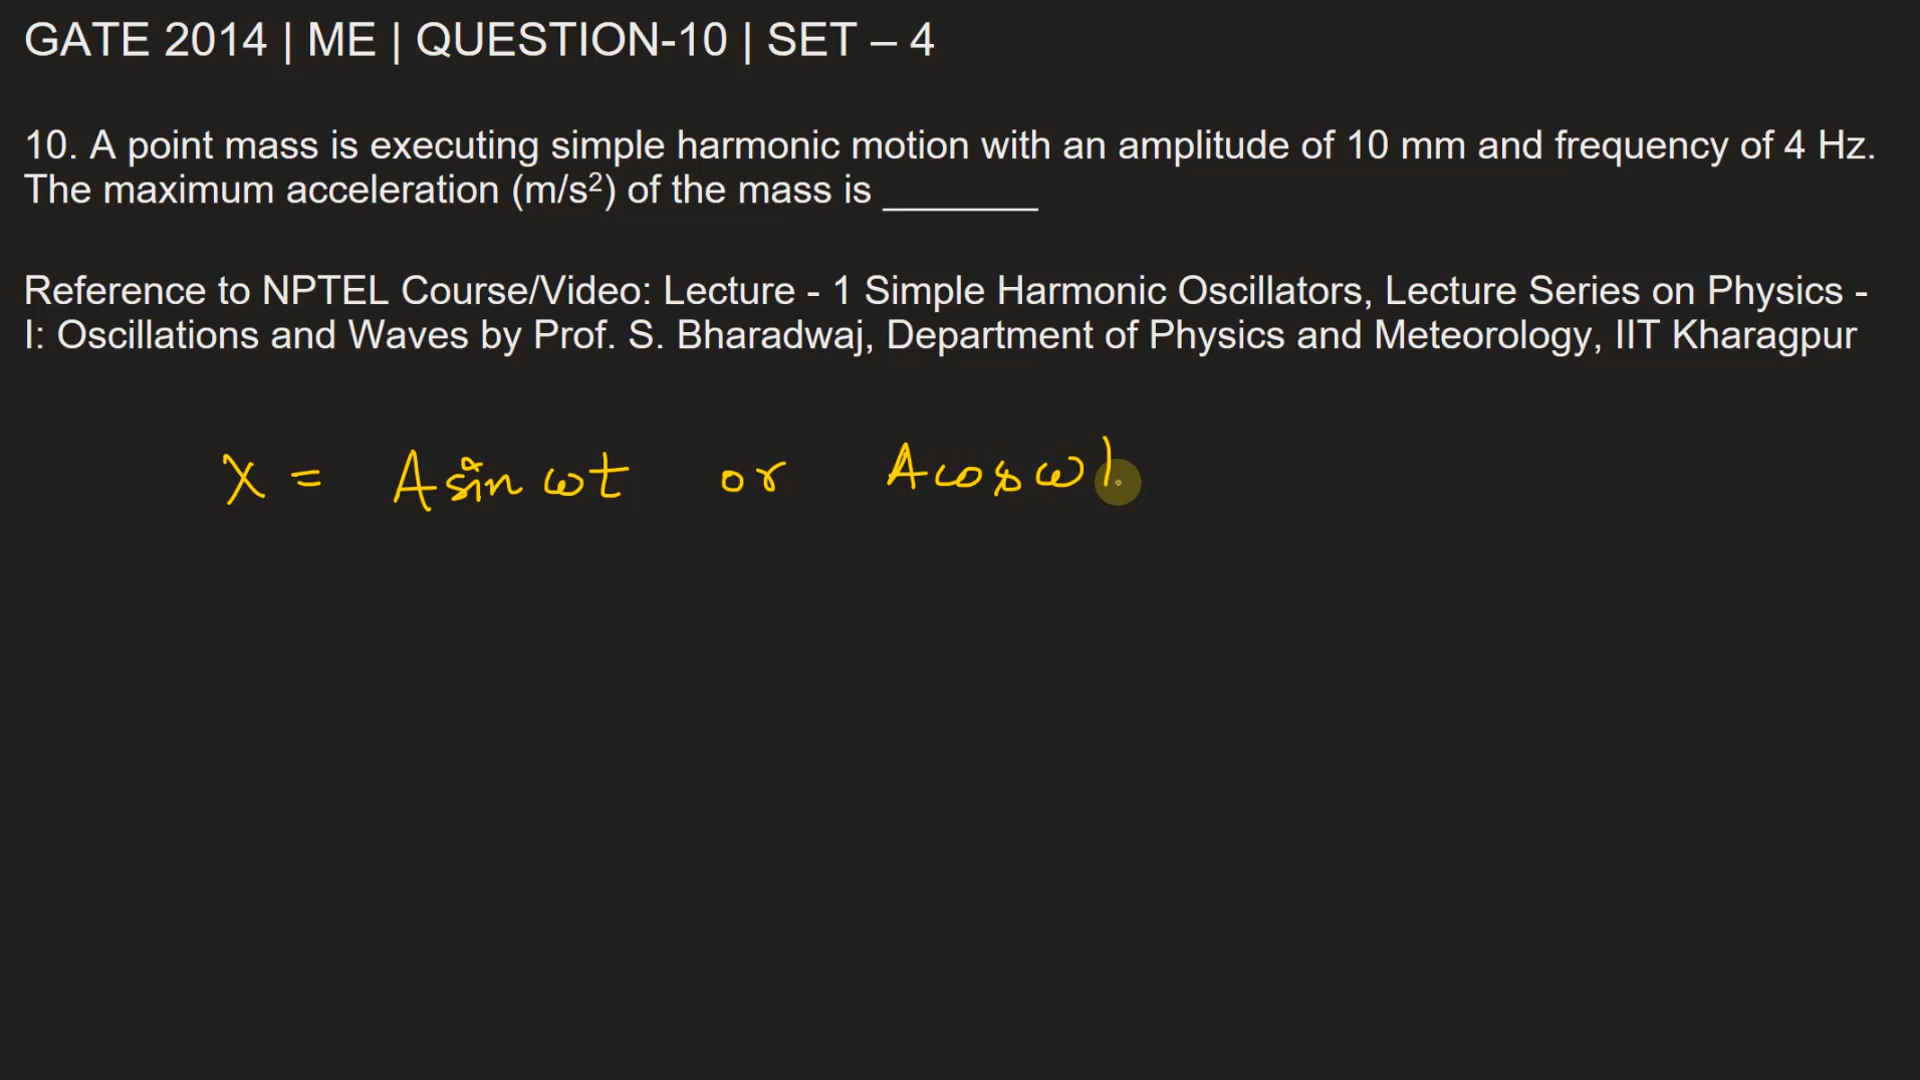 GATE 2014 | ME | QUESTION-10 | SET – 4
10. A point mass is executing simple harmonic motion with an amplitude of 10 mm and frequency of 4 Hz.
The maximum acceleration (m/s²) of the mass is _______
Reference to NPTEL Course/Video: Lecture - 1 Simple Harmonic Oscillators, Lecture Series on Physics -
I: Oscillations and Waves by Prof. S. Bharadwaj, Department of Physics and Meteorology, IIT Kharagpur
x = A sin ωt or A cos ω